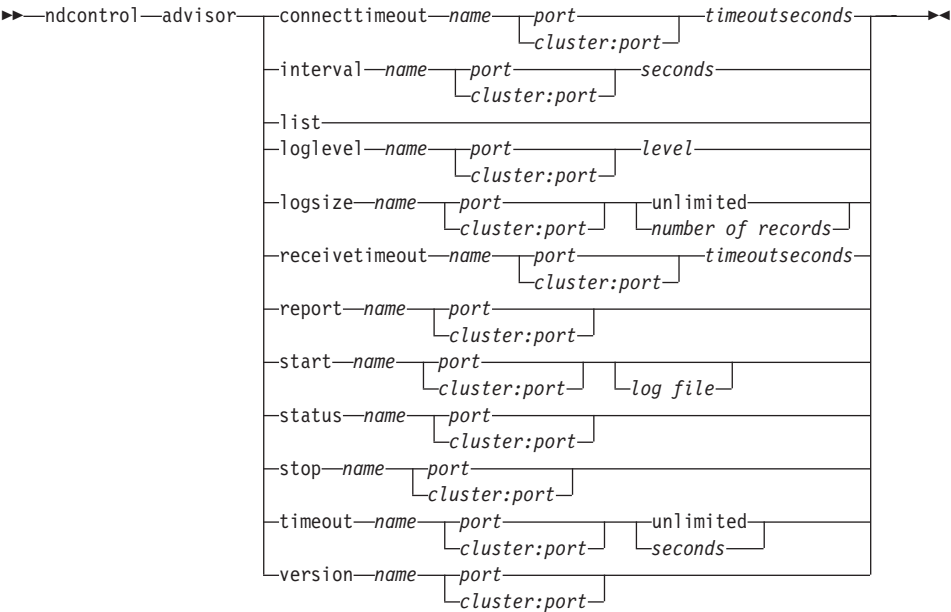 ndcontrol advisor connecttimeout name port timeoutseconds
cluster:port
interval name port seconds
cluster:port
list
loglevel name port level
cluster:port
logsize name port unlimited
cluster:port number of records
receivetimeout name port timeoutseconds
cluster:port
report name port
cluster:port
start name port
cluster:port log file
status name port
cluster:port
stop name port
cluster:port
timeout name port unlimited
cluster:port seconds
version name port
cluster:port